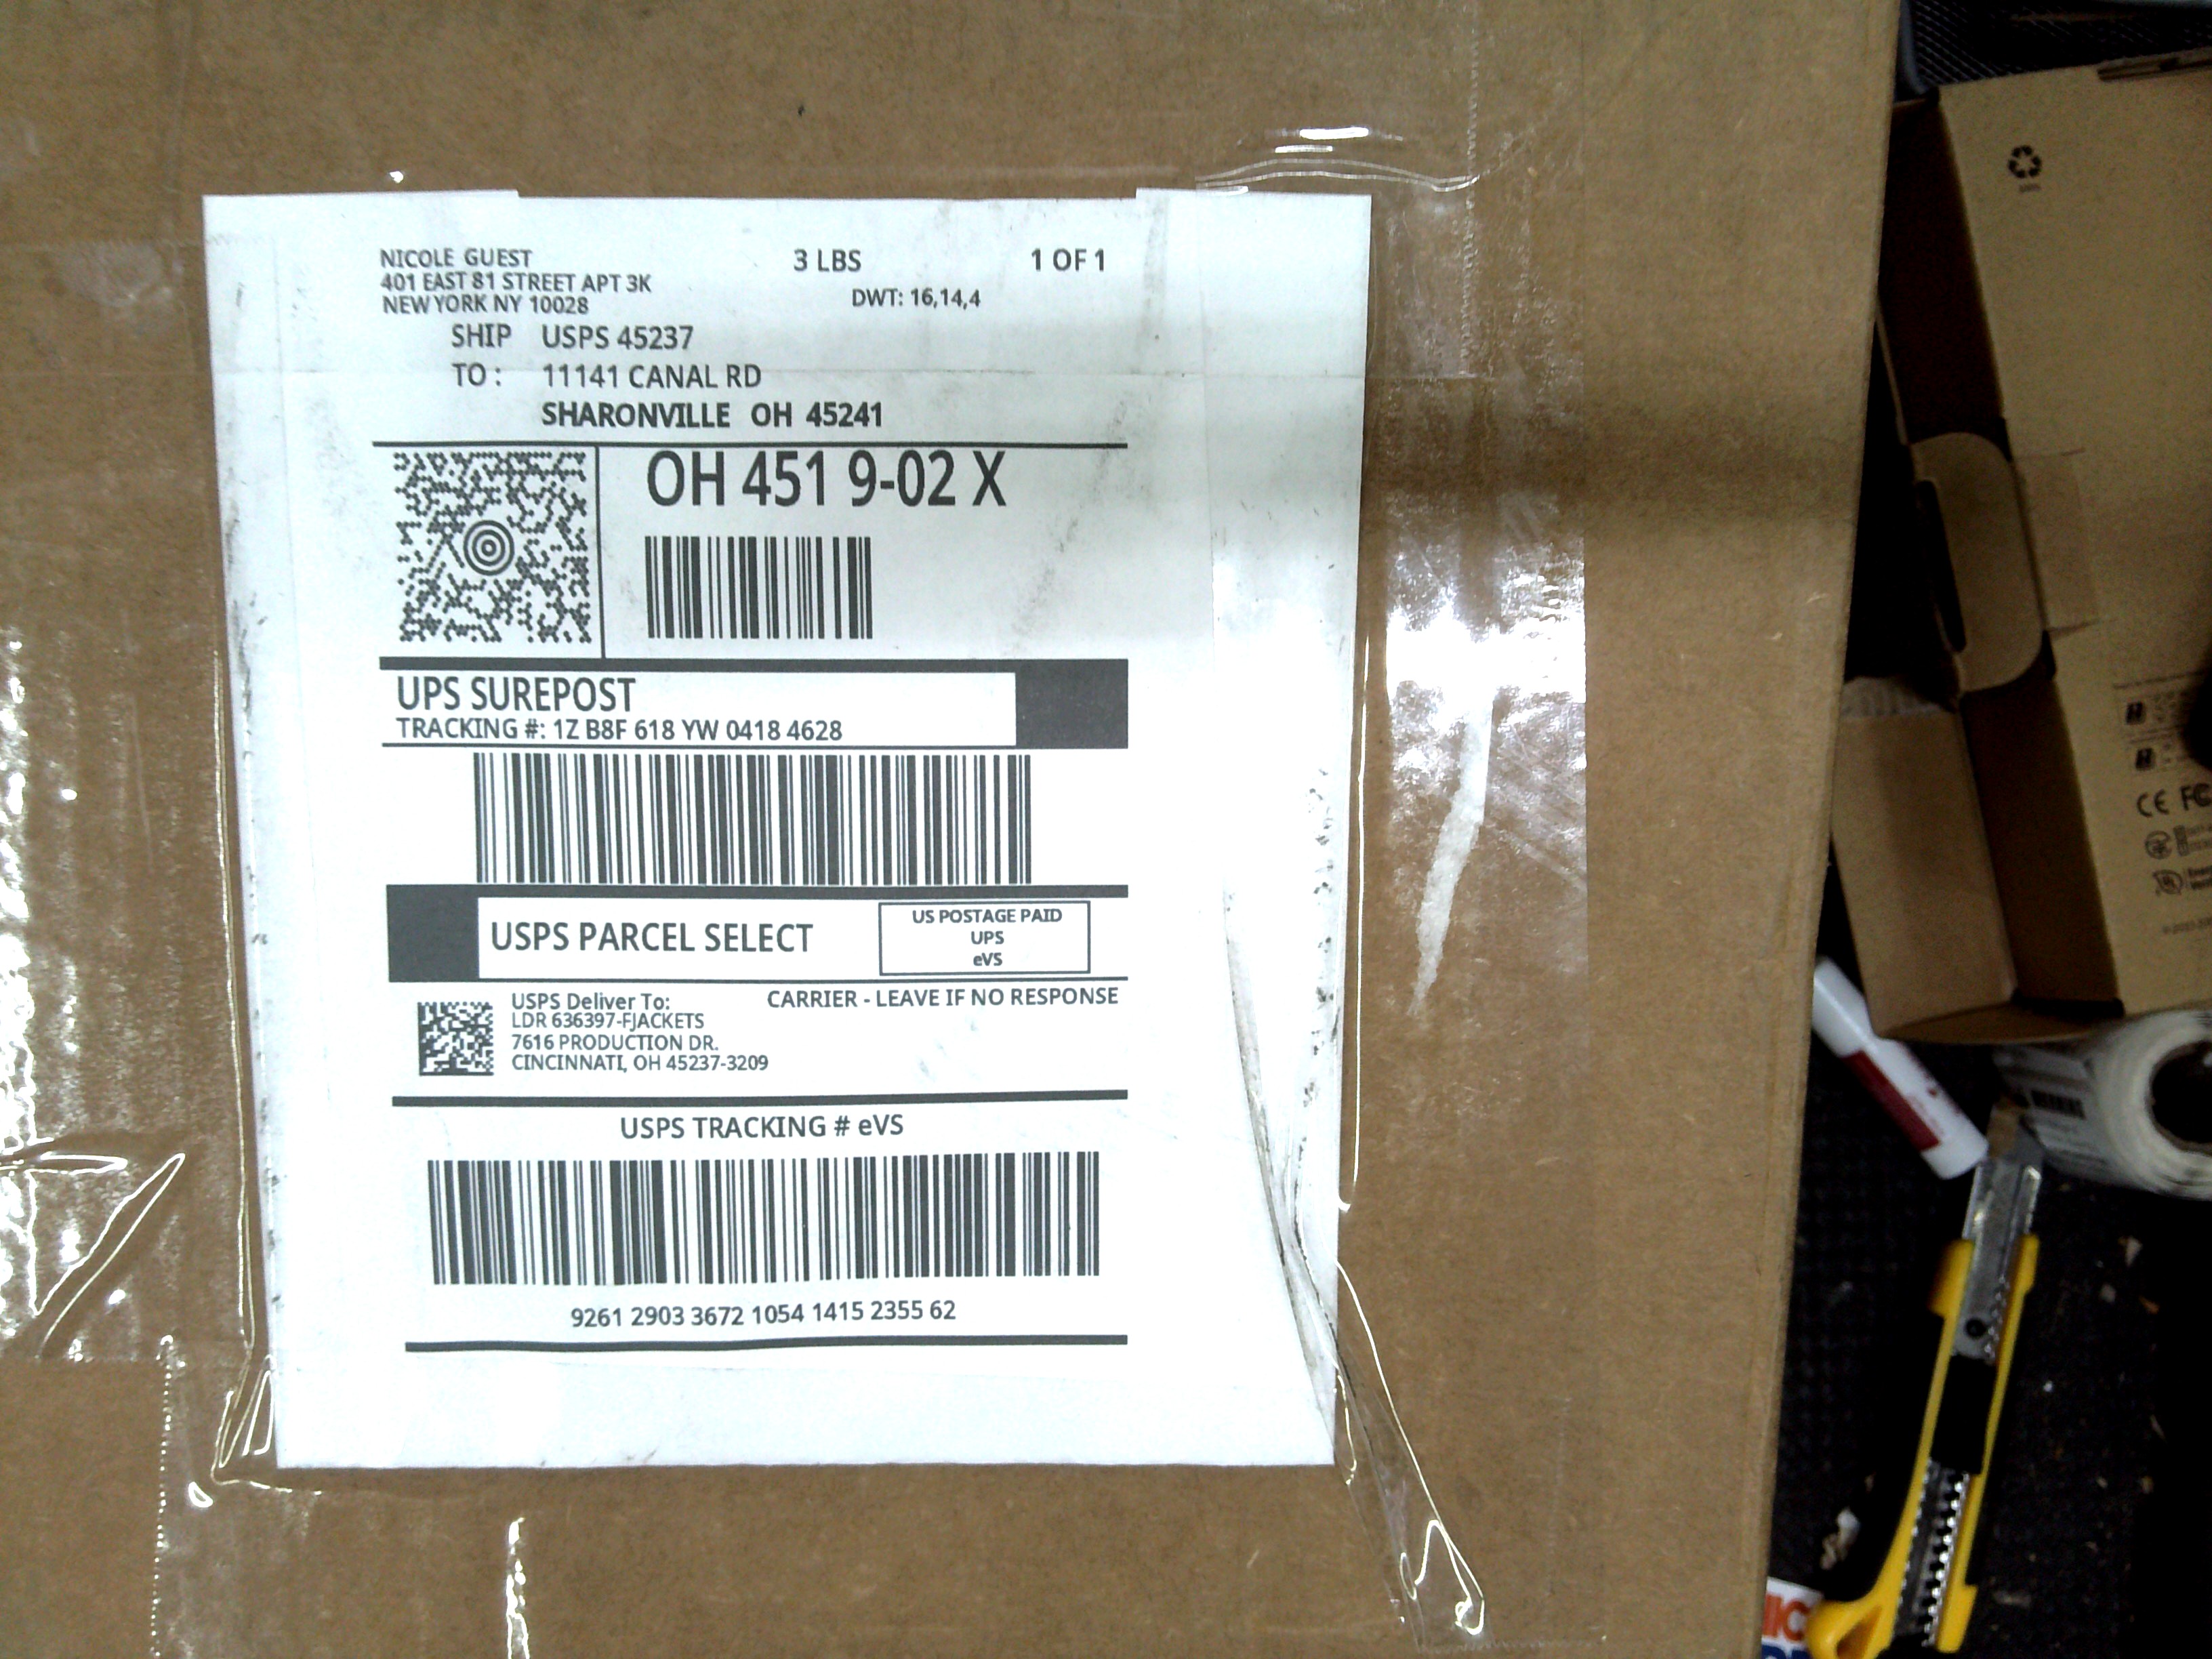 NICOLE GUEST
401 EAST 81 STREET APT 3K
NEW YORK NY 10028
3 LBS
1 OF 1
DWT: 16,14,4
SHIP USPS 45237
TO : 11141 CANAL RD
SHARONVILLE OH 45241
OH 451 9-02 X
UPS SUREPOST
TRACKING #: 1Z B8F 618 YW 0418 4628
USPS PARCEL SELECT
US POSTAGE PAID
UPS
eVS
CARRIER - LEAVE IF NO RESPONSE
USPS Deliver To:
LDR 636397-FJACKETS
7616 PRODUCTION DR.
CINCINNATI, OH 45237-3209
USPS TRACKING # eVS
9261 2903 3672 1054 1415 2355 62
CE FC